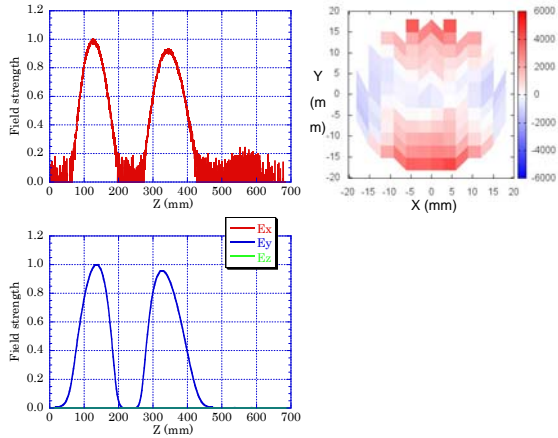 1.2
1.0
0.8
0.6
0.4
0.2
0.0
Field strength
0 100 200 300 400 500 600 700
Z (mm)
20
15
10
5
0
-5
-10
-15
-20
Y
(m
m)
-20 -15 -10 -5 0 5 10 15 20
X (mm)
6000
4000
2000
0
-2000
-4000
-6000
Ex
Ey
Ez
1.2
1.0
0.8
0.6
0.4
0.2
0.0
Field strength
0 100 200 300 400 500 600 700
Z (mm)